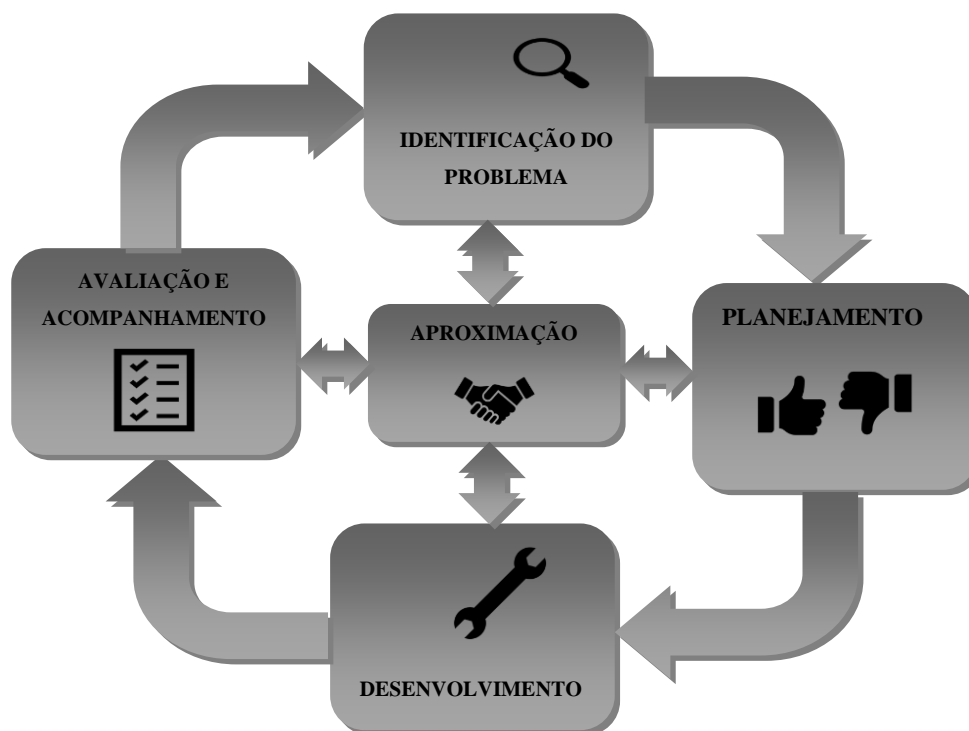 IDENTIFICAÇÃO DO
PROBLEMA
AVALIAÇÃO E
ACOMPANHAMENTO
APROXIMAÇÃO
PLANEJAMENTO
DESENVOLVIMENTO